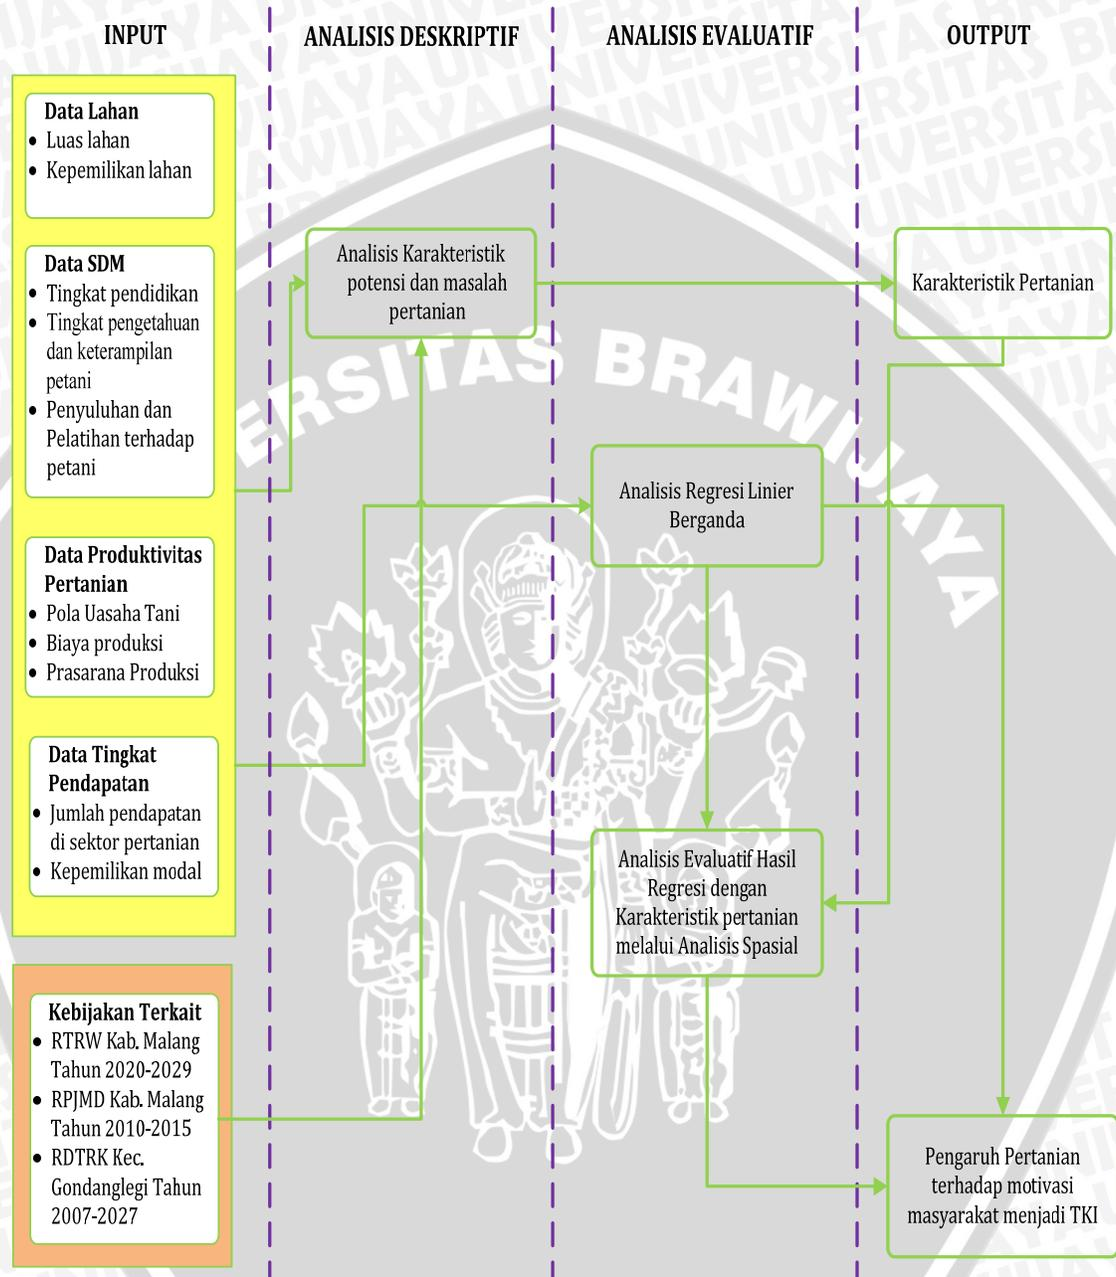 INPUT
ANALISIS DESKRIPTIF
ANALISIS EVALUATIF
OUTPUT
Data Lahan
• Luas lahan
• Kepemilikan lahan
Data SDM
• Tingkat pendidikan
• Tingkat pengetahuan
dan keterampilan
petani
• Penyuluhan dan
Pelatihan terhadap
petani
Data Produktivitas
Pertanian
• Pola Uasaha Tani
• Biaya produksi
• Prasarana Produksi
Data Tingkat
Pendapatan
• Jumlah pendapatan
di sektor pertanian
• Kepemilikan modal
Kebijakan Terkait
• RTRW Kab. Malang
Tahun 2020-2029
• RPJMD Kab. Malang
Tahun 2010-2015
• RDTRK Kec.
Gondanglegi Tahun
2007-2027
Analisis Karakteristik
potensi dan masalah
pertanian
Analisis Regresi Linier
Berganda
Analisis Evaluatif Hasil
Regresi dengan
Karakteristik pertanian
melalui Analisis Spasial
Karakteristik Pertanian
Pengaruh Pertanian
terhadap motivasi
masyarakat menjadi TKI
ERSITAS BRAWIJAYA